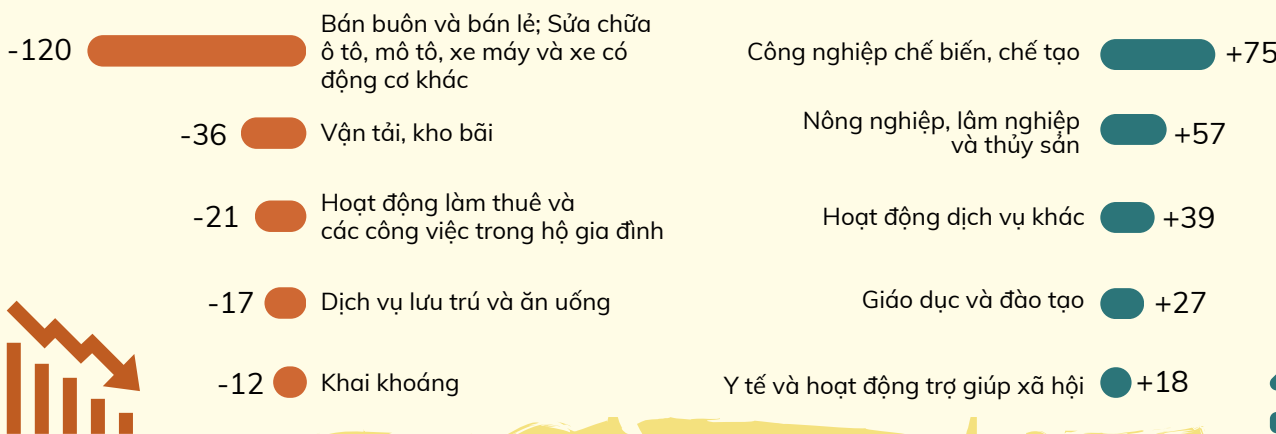 -120
Bán buôn và bán lẻ; Sửa chữa
ô tô, mô tô, xe máy và xe có
động cơ khác
-36
Vận tải, kho bãi
-21
Hoạt động làm thuê và
các công việc trong hộ gia đình
-17
Dịch vụ lưu trú và ăn uống
-12
Khai khoáng
Công nghiệp chế biến, chế tạo
+75
Nông nghiệp, lâm nghiệp
và thủy sản
+57
Hoạt động dịch vụ khác
+39
Giáo dục và đào tạo
+27
Y tế và hoạt động trợ giúp xã hội
+18